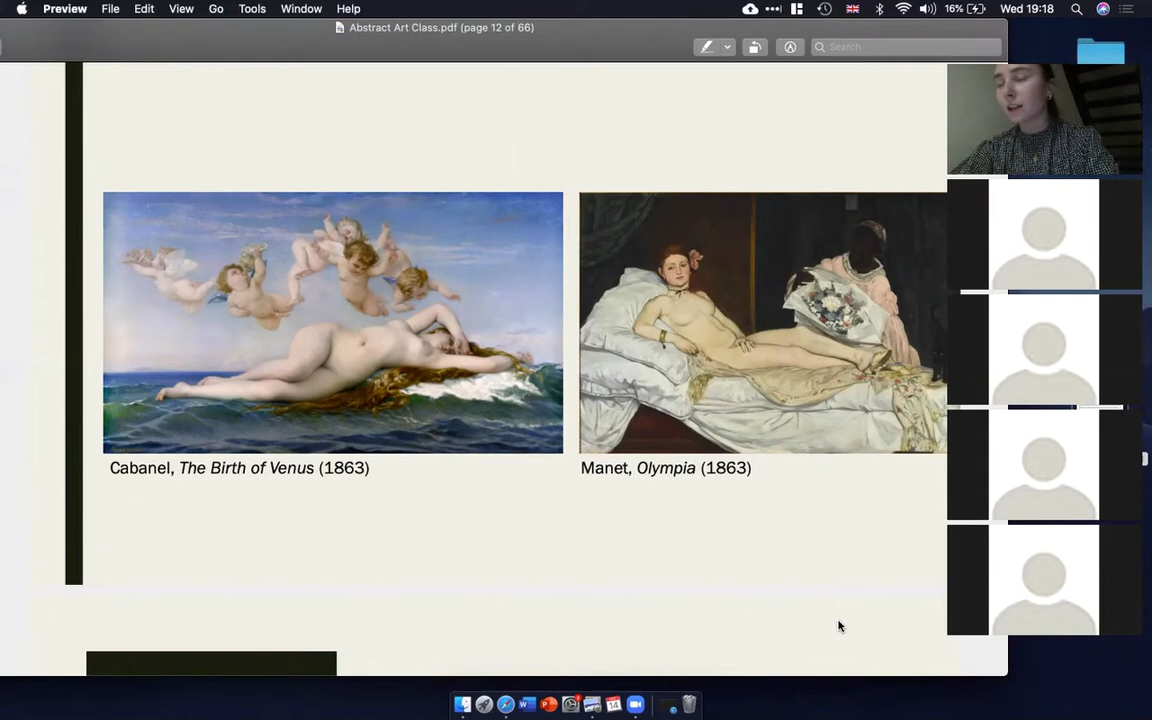 Preview File Edit View Go Tools Window Help 16% Wed 19:18
Abstract Art Class.pdf (page 12 of 66)
Search
Cabanel, The Birth of Venus (1863)
Manet, Olympia (1863)
14